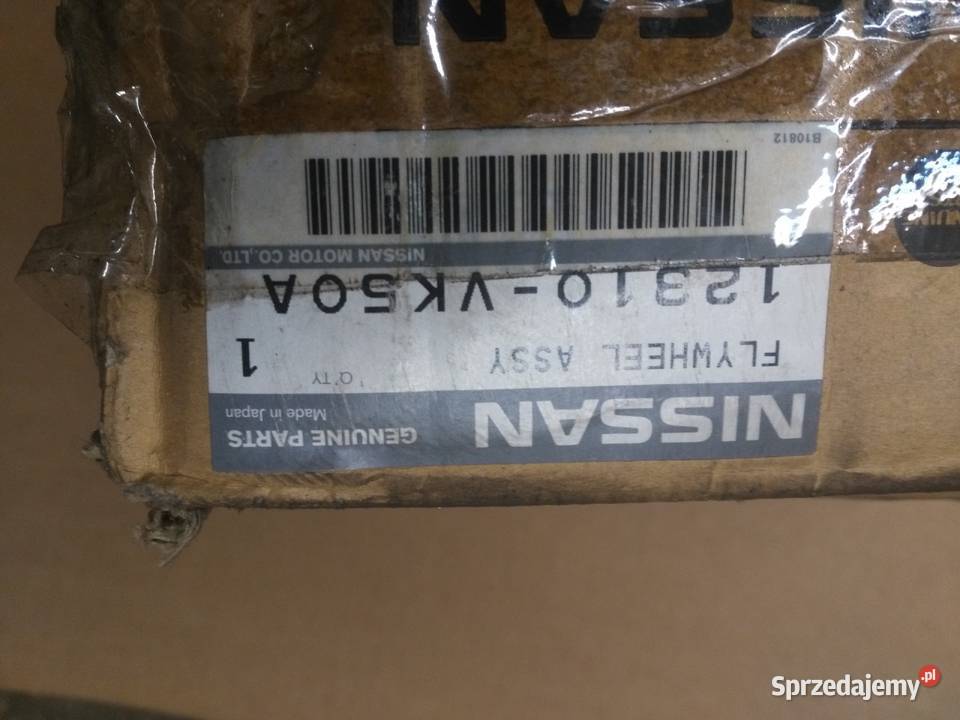 NISSAN
GENUINE PARTS
Made in Japan
FLYWHEEL ASSY
Q'TY
1
12310-VK50A
NISSAN MOTOR CO.,LTD.
B10812
NISSAN
Sprzedajemy.pl